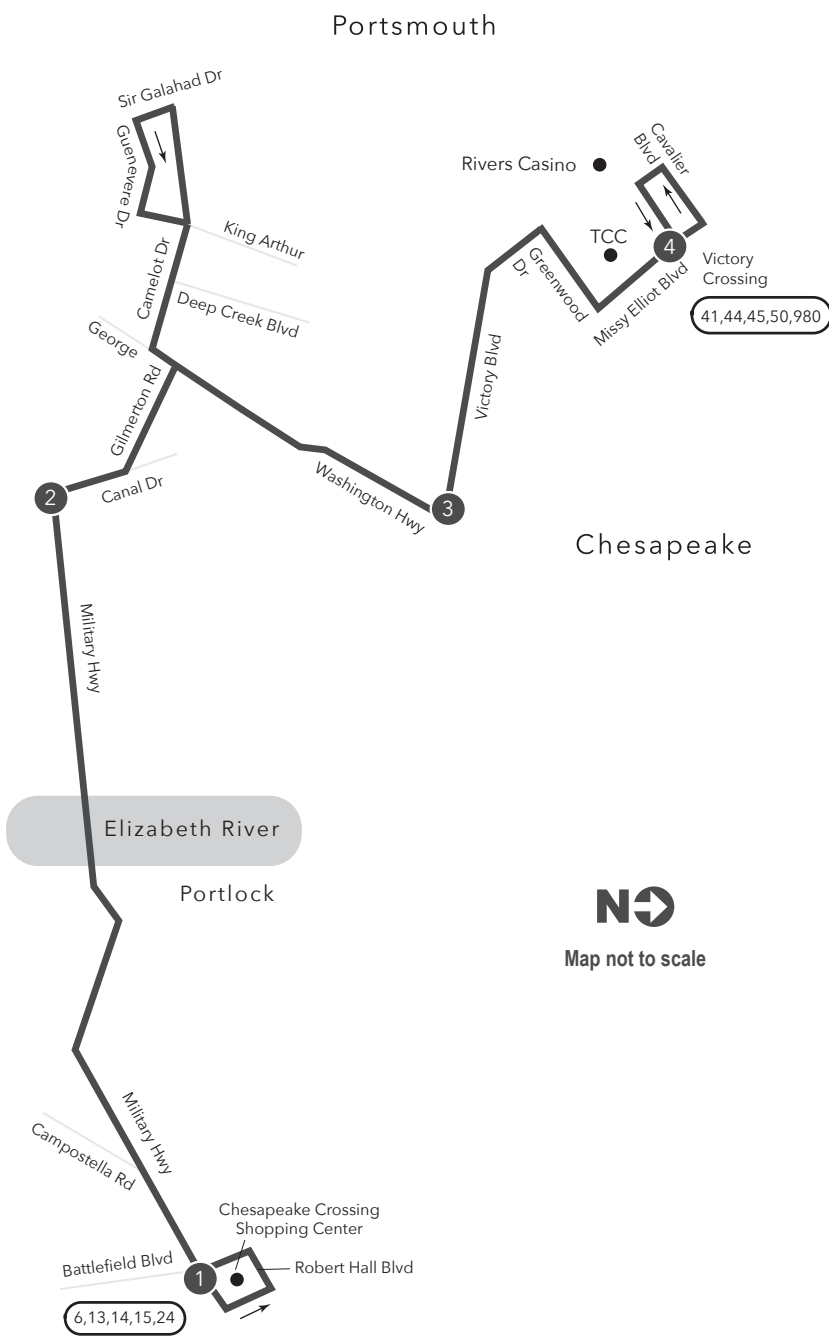 Portsmouth
Sir Galahad Dr
Guenevere Dr
King Arthur
Camelot Dr
Deep Creek Blvd
George
Gilmerton Rd
Canal Dr
2
Washington Hwy
3
Victory Blvd
Greenwood
Dr
Rivers Casino
TCC
Cavalier
Blvd
4
Missy Elliot Blvd
Victory
Crossing
41,44,45,50,980
Chesapeake
Military Hwy
Elizabeth River
Portlock
N
Map not to scale
Military Hwy
Campostella Rd
Chesapeake Crossing
Shopping Center
Battlefield Blvd
1
Robert Hall Blvd
6,13,14,15,24